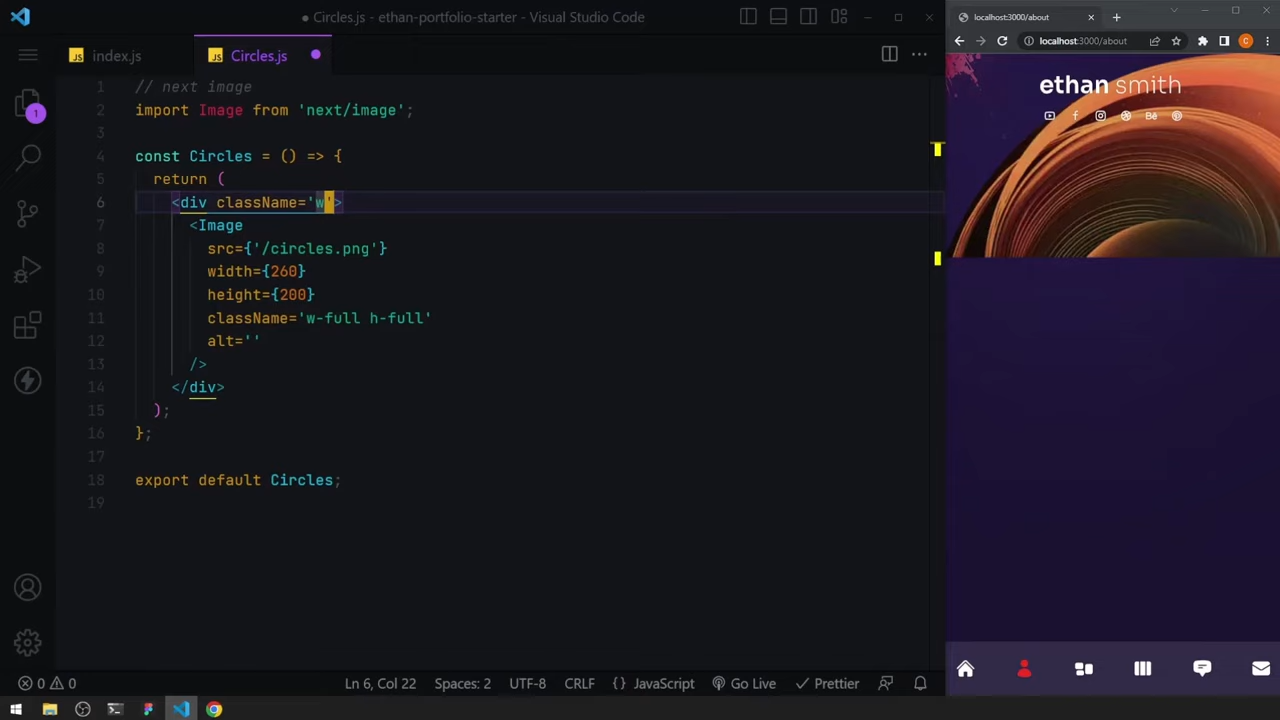 Circles.js - ethan-portfolio-starter - Visual Studio Code
index.js
Circles.js
1 // next image
2 import Image from 'next/image';
3
4 const Circles = () => {
5 return (
6 <div className='w'>
7 <Image
8 src={'/circles.png'}
9 width={260}
10 height={200}
11 className='w-full h-full'
12 alt=''
13 />
14 </div>
15 );
16 };
17
18 export default Circles;
19
1
0 0
Ln 6, Col 22
Spaces: 2
UTF-8
CRLF
{ } JavaScript
Go Live
Prettier
localhost:3000/about
localhost:3000/about
C
ethan smith
Bē